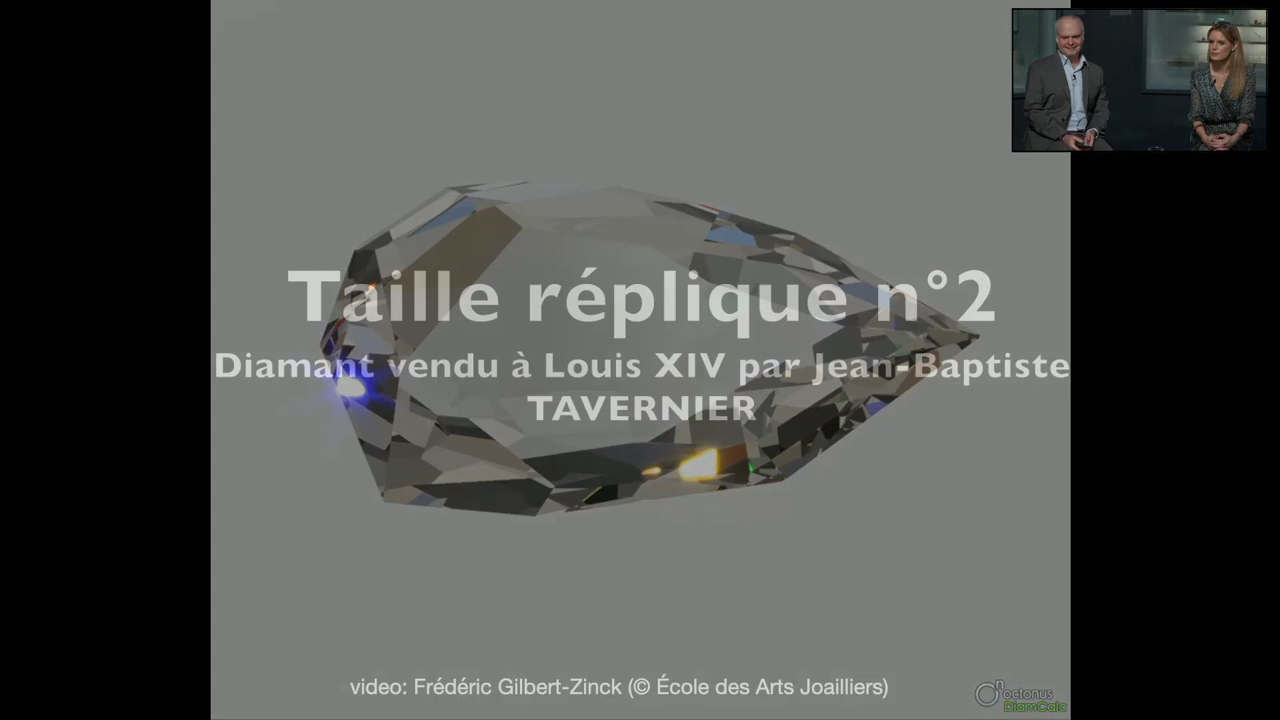 Taille réplique n°2
Diamant vendu à Louis XIV par Jean-Baptiste
TAVERNIER
video: Frédéric Gilbert-Zinck (© École des Arts Joailliers)
octonus
DiamCalc